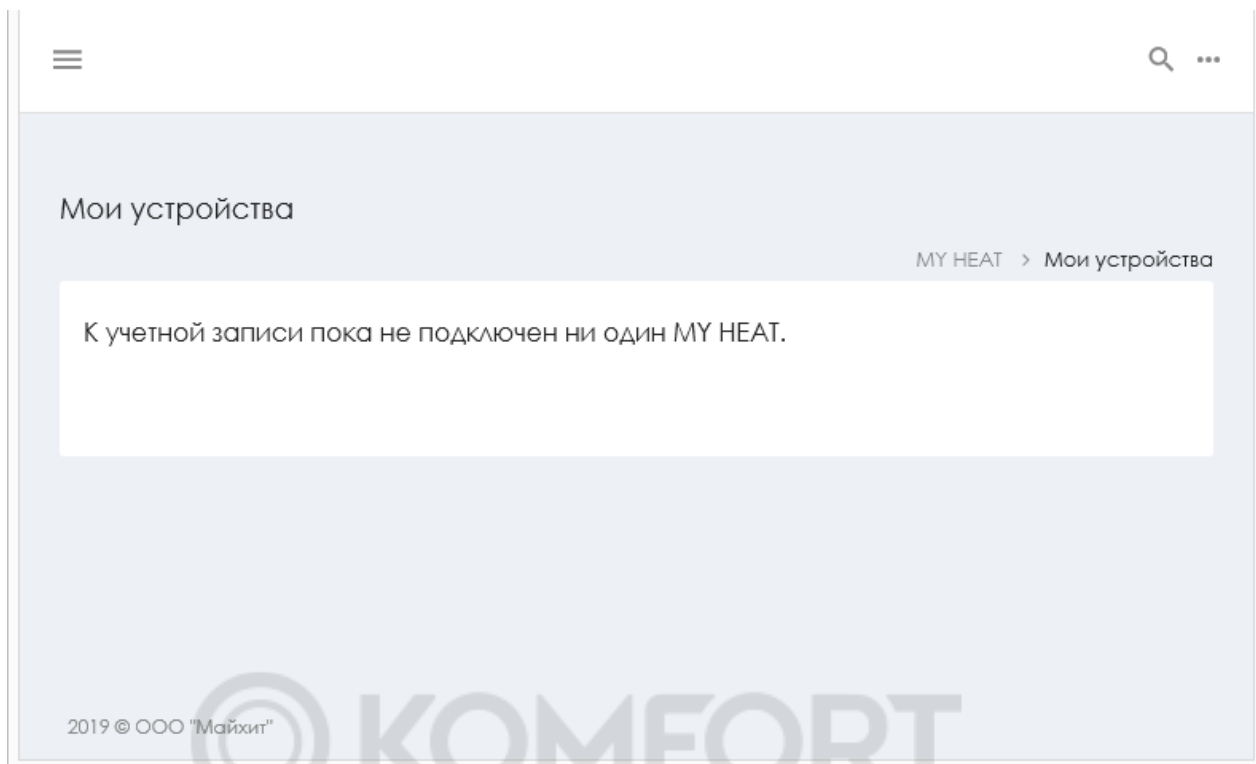 Мои устройства
MY HEAT > Мои устройства
К учетной записи пока не подключен ни один MY HEAT.
2019 © ООО "Майхит"
KOMFORT